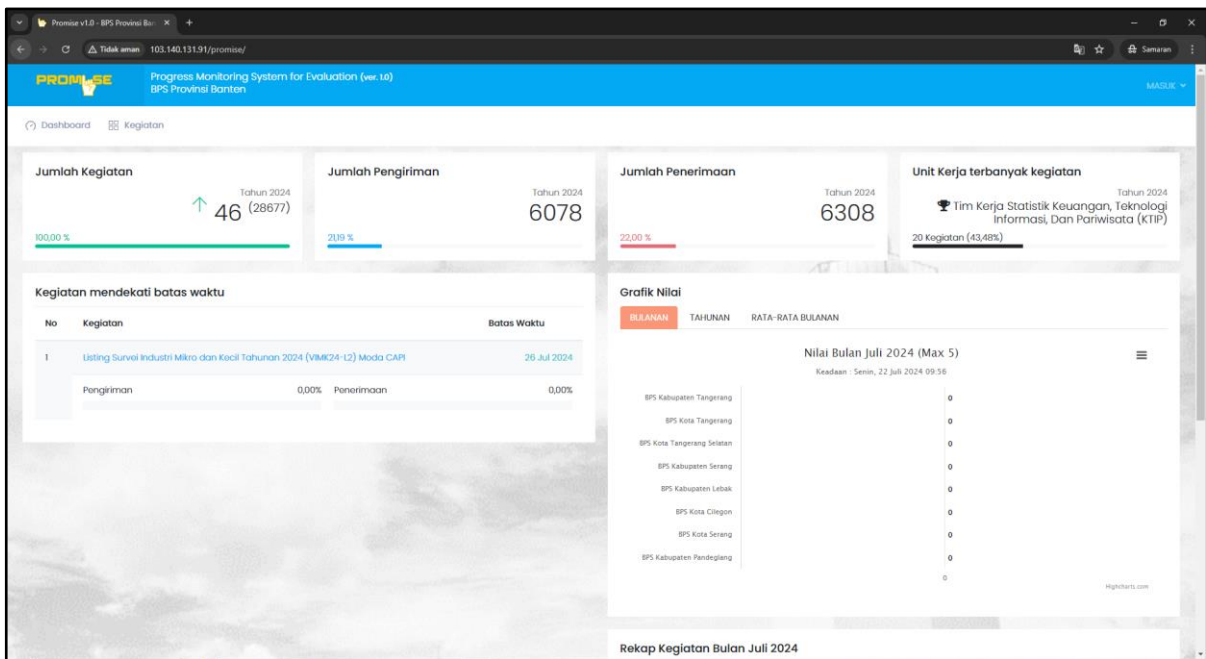 Promise v1.0 - BPS Provinsi Ban
Tidak aman 103.140.131.91/promise/
Samaran
PROMISE
Progress Monitoring System for Evaluation (ver. 1.0)
BPS Provinsi Banten
MASUK
Dashboard Kegiatan
Jumlah Kegiatan
Tahun 2024
46 (28677)
100,00 %
Jumlah Pengiriman
Tahun 2024
6078
21,19 %
Jumlah Penerimaan
Tahun 2024
6308
22,00 %
Unit Kerja terbanyak kegiatan
Tahun 2024
Tim Kerja Statistik Keuangan, Teknologi
Informasi, Dan Pariwisata (KTIP)
20 Kegiatan (43,48%)
Kegiatan mendekati batas waktu
No Kegiatan Batas Waktu
1 Listing Survei Industri Mikro dan Kecil Tahunan 2024 (VIMK24-L2) Moda CAPI 26 Jul 2024
Pengiriman 0,00% Penerimaan 0,00%
Grafik Nilai
BULANAN TAHUNAN RATA-RATA BULANAN
Nilai Bulan Juli 2024 (Max 5)
Keadaan : Senin, 22 Juli 2024 09:56
BPS Kabupaten Tangerang 0
BPS Kota Tangerang 0
BPS Kota Tangerang Selatan 0
BPS Kabupaten Serang 0
BPS Kabupaten Lebak 0
BPS Kota Cilegon 0
BPS Kota Serang 0
BPS Kabupaten Pandeglang 0
0
Highcharts.com
Rekap Kegiatan Bulan Juli 2024